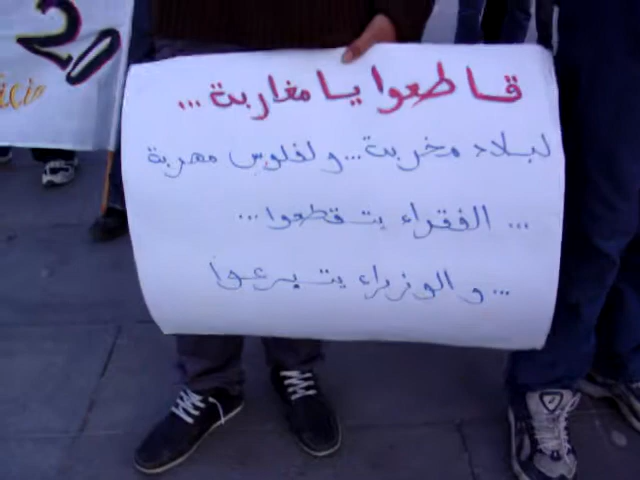 20
قاطعوا يا مغاربة...
لبلاد مخربة... ولفلوس مهربة
... الفقراء يتقطعوا...
... والوزراء يتبرعوا